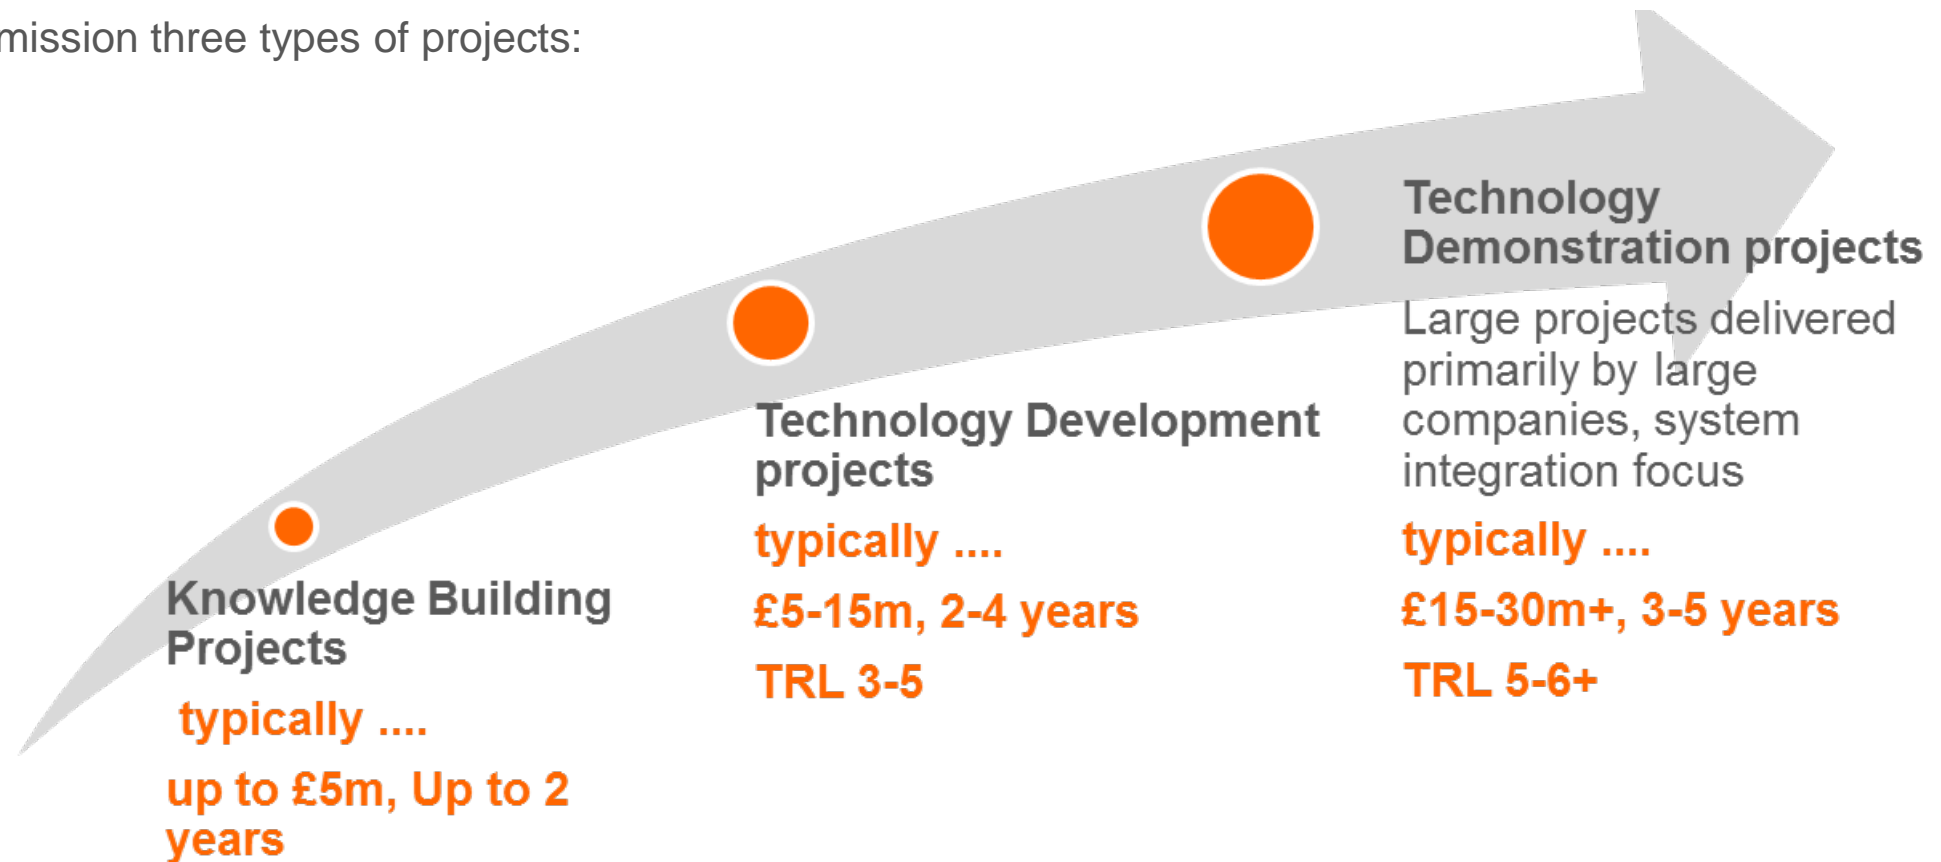 mission three types of projects:
Technology
Demonstration projects
Large projects delivered
primarily by large
companies, system
integration focus
typically ....
£15-30m+, 3-5 years
TRL 5-6+
Technology Development
projects
typically ....
£5-15m, 2-4 years
TRL 3-5
Knowledge Building
Projects
typically ....
up to £5m, Up to 2
years